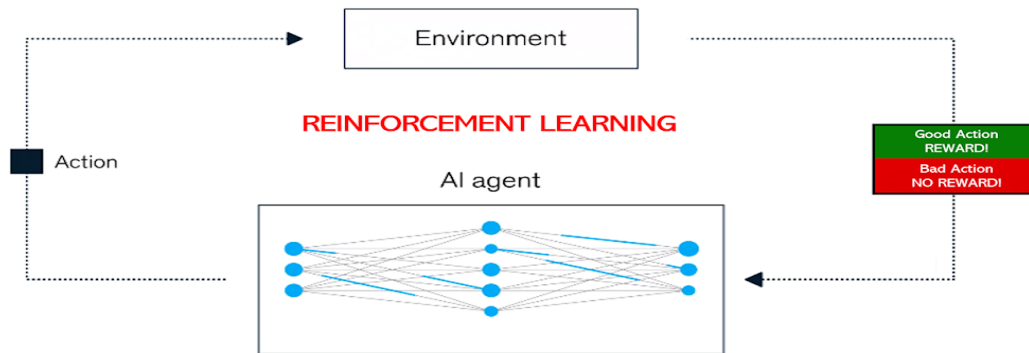 Environment
REINFORCEMENT LEARNING
Good Action
REWARD!
Bad Action
NO REWARD!
Action
AI agent